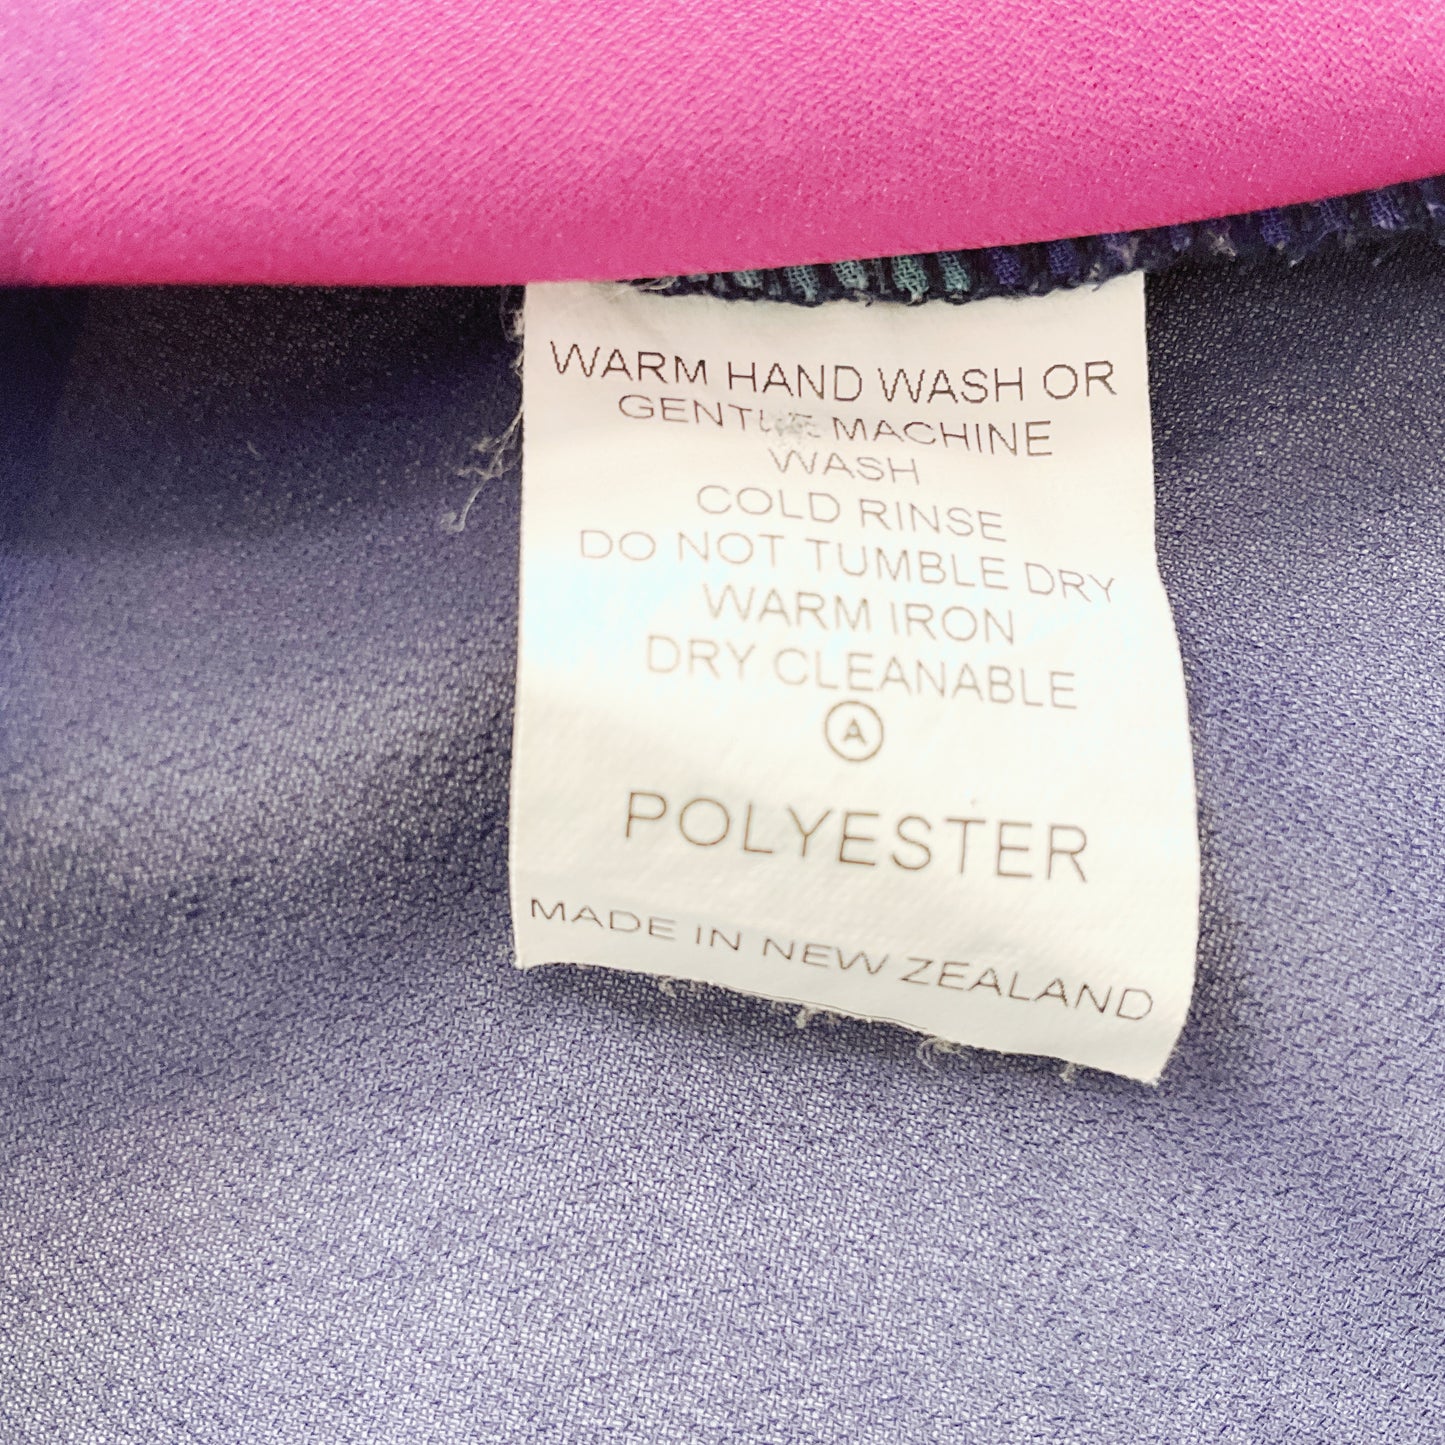 WARM HAND WASH OR
GENTLE MACHINE
WASH
COLD RINSE
DO NOT TUMBLE DRY
WARM IRON
DRY CLEANABLE
A
POLYESTER
MADE IN NEW ZEALAND